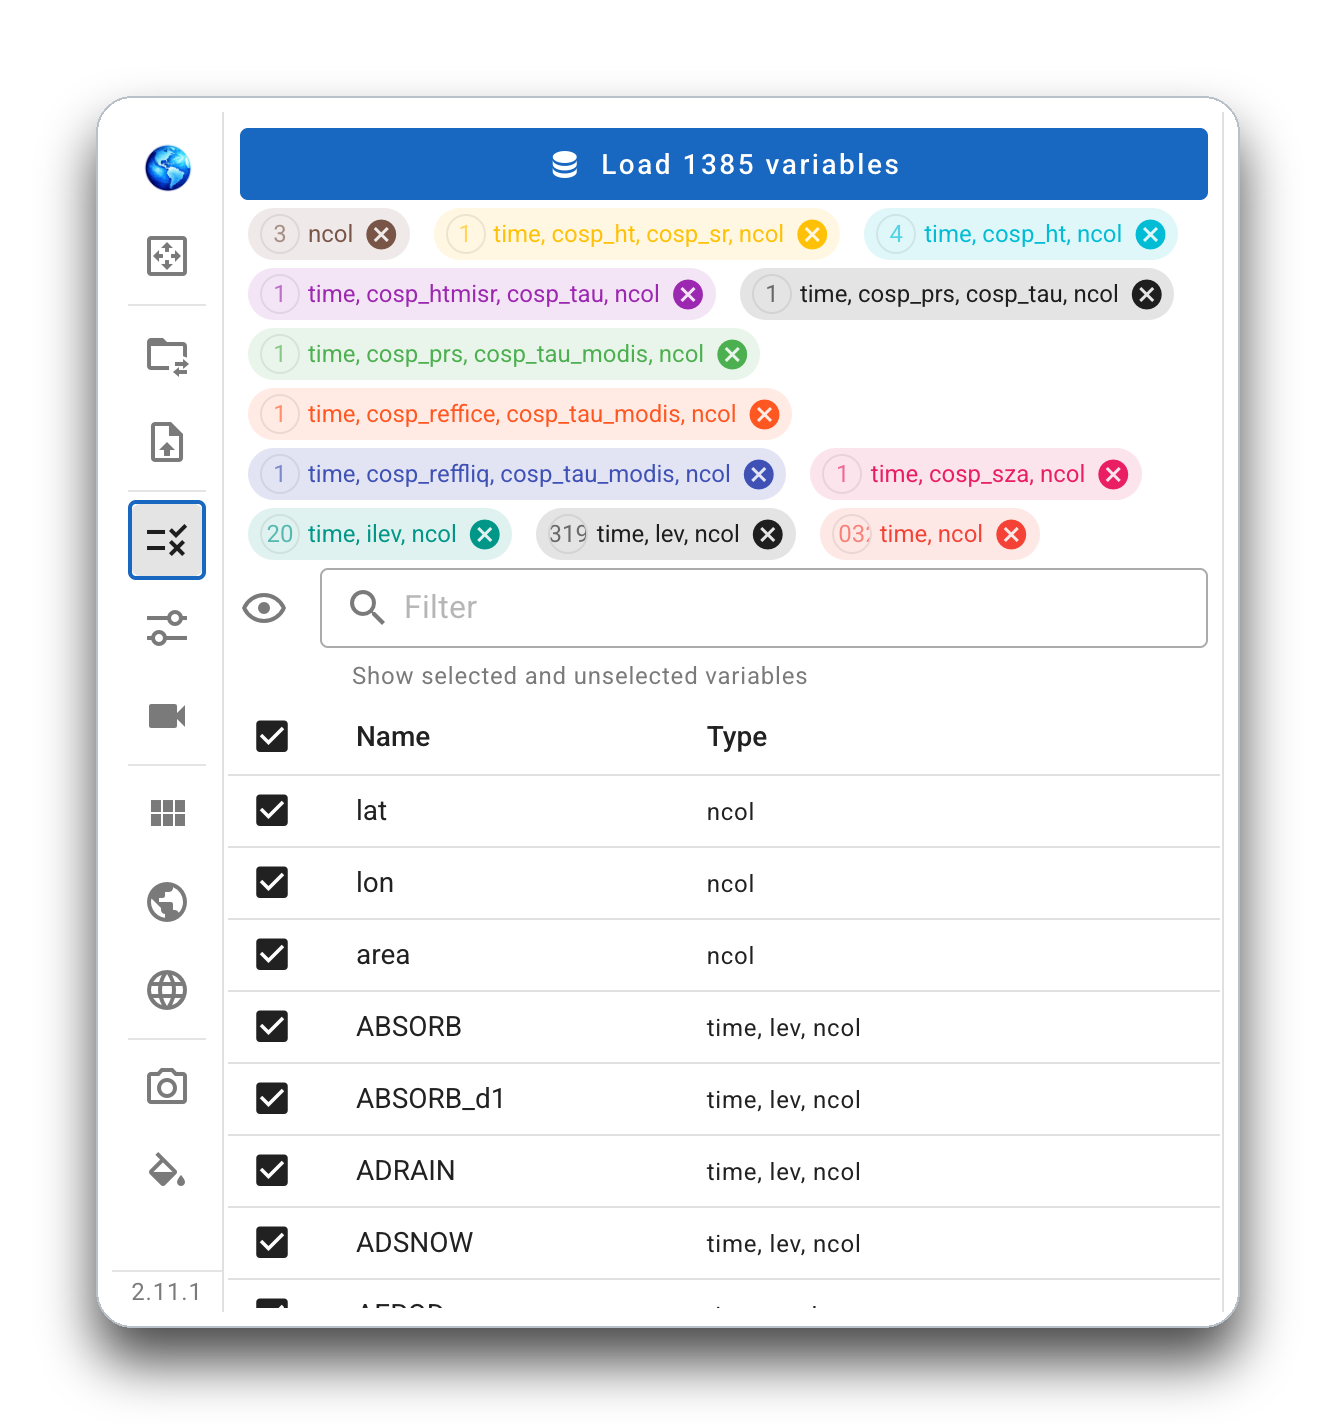 Load 1385 variables
3 ncol 1 time, cosp_ht, cosp_sr, ncol 4 time, cosp_ht, ncol
1 time, cosp_htmisr, cosp_tau, ncol 1 time, cosp_prs, cosp_tau, ncol
1 time, cosp_prs, cosp_tau_modis, ncol
1 time, cosp_reffice, cosp_tau_modis, ncol
1 time, cosp_reffliq, cosp_tau_modis, ncol 1 time, cosp_sza, ncol
20 time, ilev, ncol 319 time, lev, ncol time, ncol
Filter
Show selected and unselected variables
Name Type
lat ncol
lon ncol
area ncol
ABSORB time, lev, ncol
ABSORB_d1 time, lev, ncol
ADRAIN time, lev, ncol
ADSNOW time, lev, ncol
2.11.1